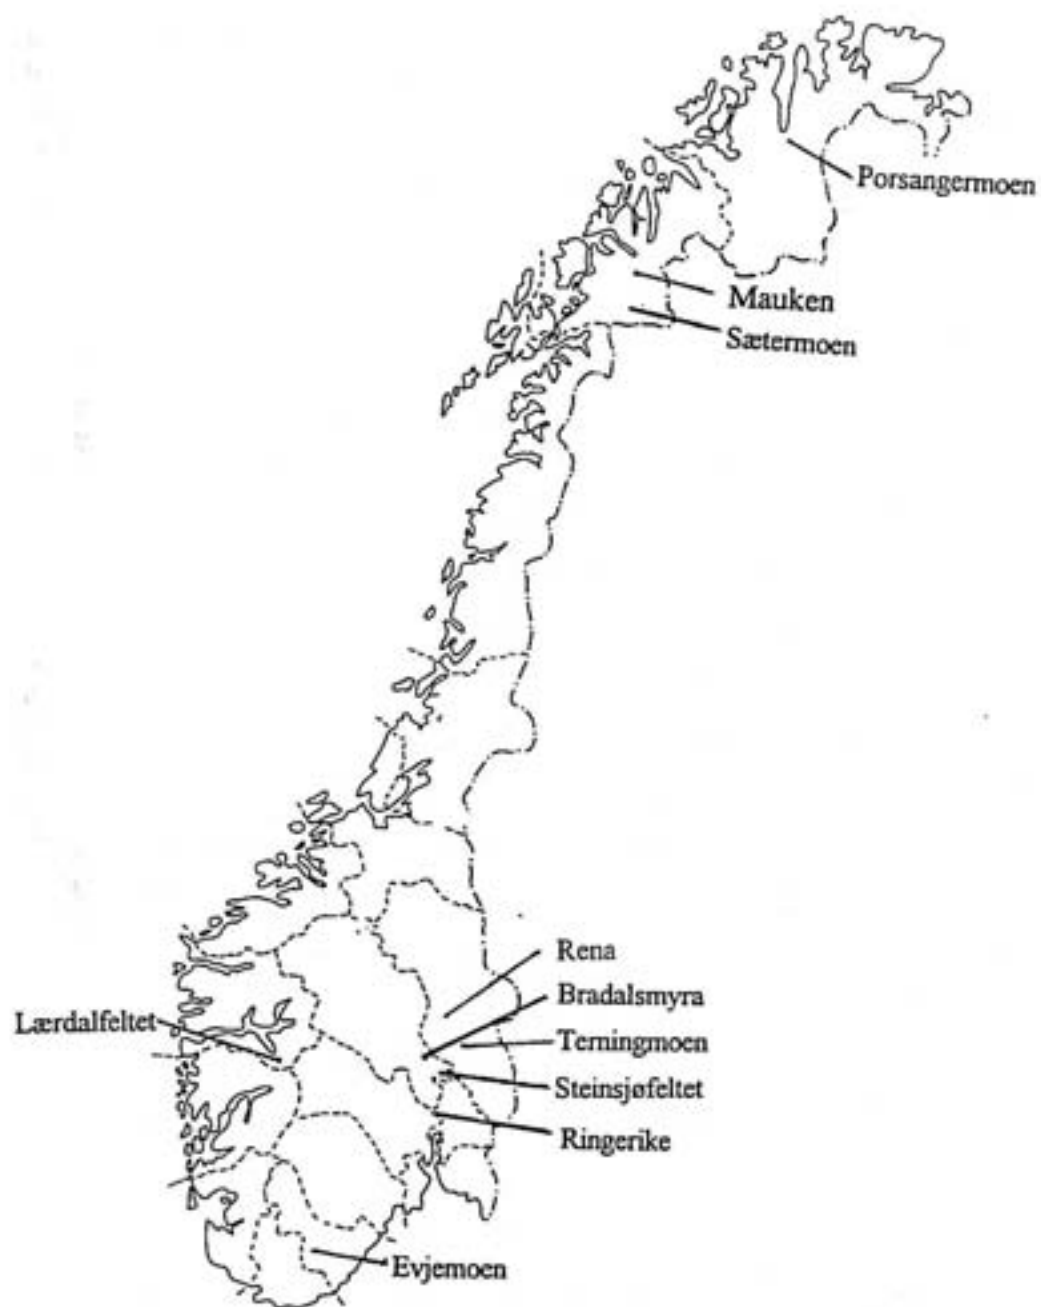 Porsangermoen
Mauken
Sætermoen
Rena
Bradalsmyra
Lærdalfeltet
Terningmoen
Steinsjøfeltet
Ringerike
Evjemoen